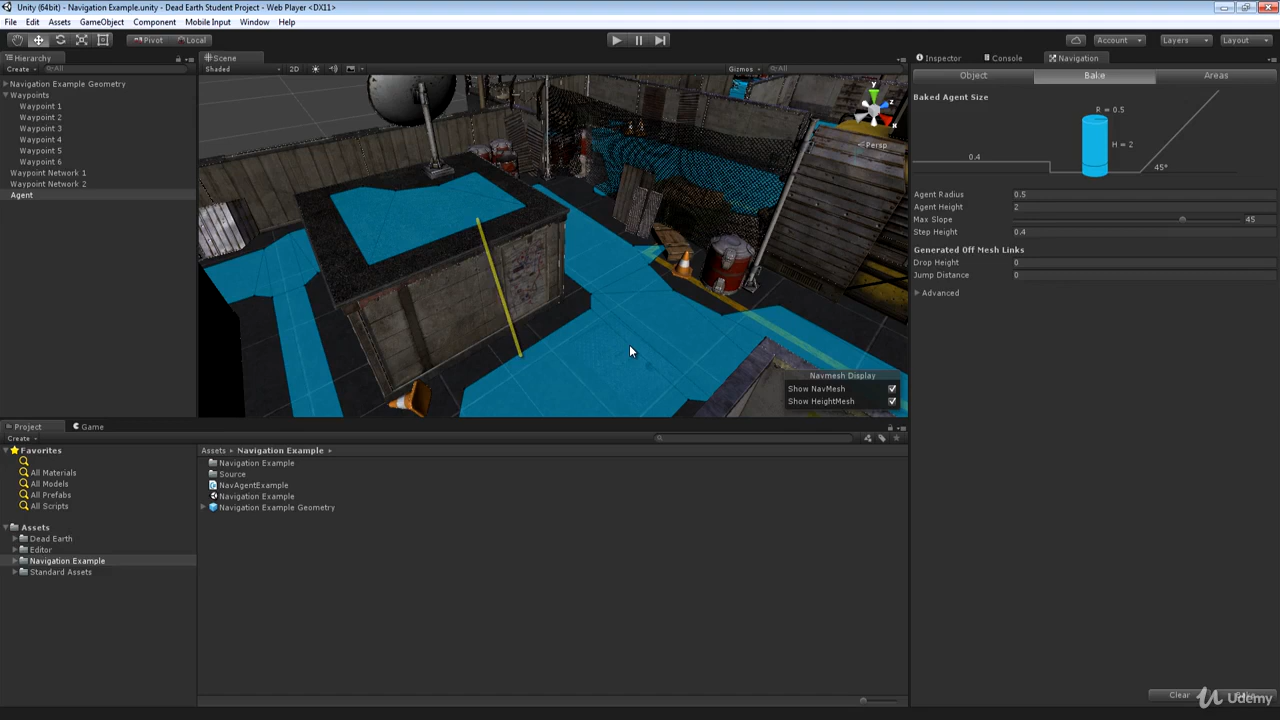 Unity (64bit) - Navigation Example.unity - Dead Earth Student Project - Web Player <DX11>
File Edit Assets GameObject Component Mobile Input Window Help
Pivot Local Account Layers Layout
Hierarchy Scene Inspector Console Navigation
Create All Shaded 2D Gizmos All Object Bake Areas
Navigation Example Geometry
Waypoints
Waypoint 1
Waypoint 2
Waypoint 3
Waypoint 4
Waypoint 5
Waypoint 6
Waypoint Network 1
Waypoint Network 2
Agent
y
z
x
Persp
Navmesh Display
Show NavMesh
Show HeightMesh
Baked Agent Size
R = 0.5
H = 2
0.4
45°
Agent Radius 0.5
Agent Height 2
Max Slope 45
Step Height 0.4
Generated Off Mesh Links
Drop Height 0
Jump Distance 0
Advanced
Project Game
Create
Favorites
All Materials
All Models
All Prefabs
All Scripts
Assets
Dead Earth
Editor
Navigation Example
Standard Assets
Assets Navigation Example
Navigation Example
Source
NavAgentExample
Navigation Example
Navigation Example Geometry
Clear
Udemy